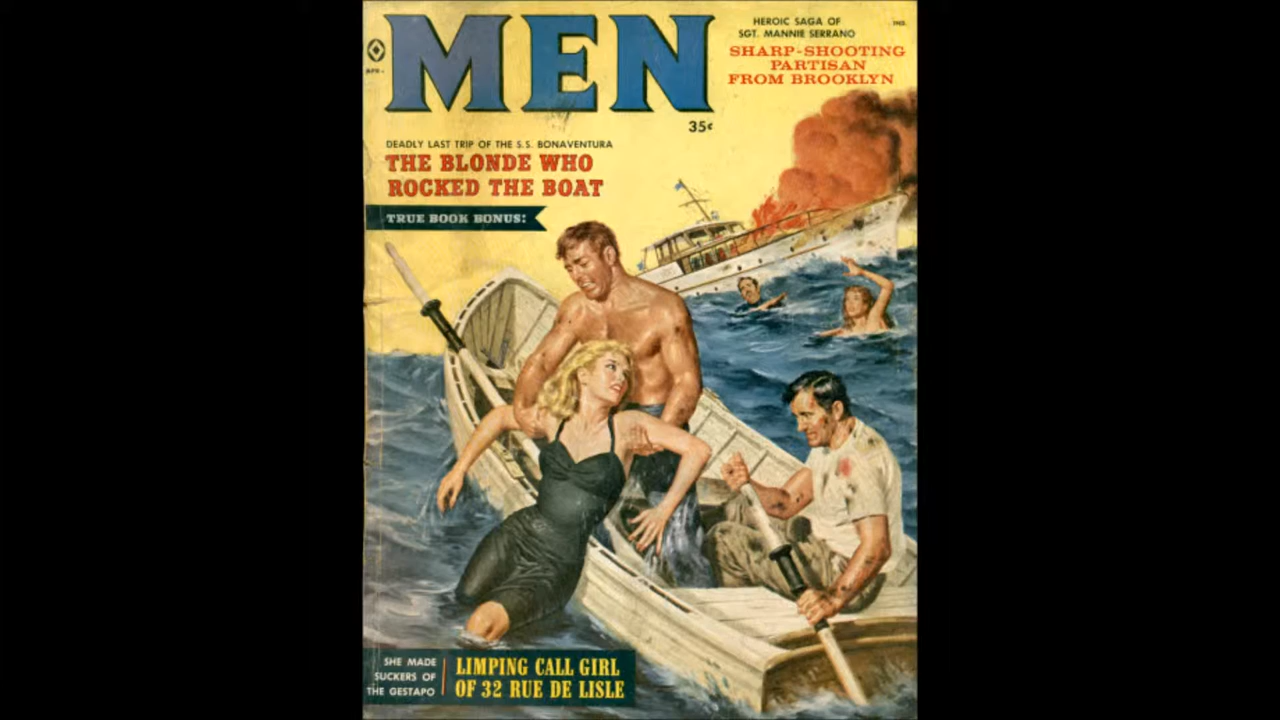 MEN
APR.
35¢
HEROIC SAGA OF
SGT. MANNIE SERRANO
SHARP-SHOOTING
PARTISAN
FROM BROOKLYN
DEADLY LAST TRIP OF THE S.S. BONAVENTURA
THE BLONDE WHO
ROCKED THE BOAT
TRUE BOOK BONUS:
SHE MADE
SUCKERS OF
THE GESTAPO
LIMPING CALL GIRL
OF 32 RUE DE LISLE